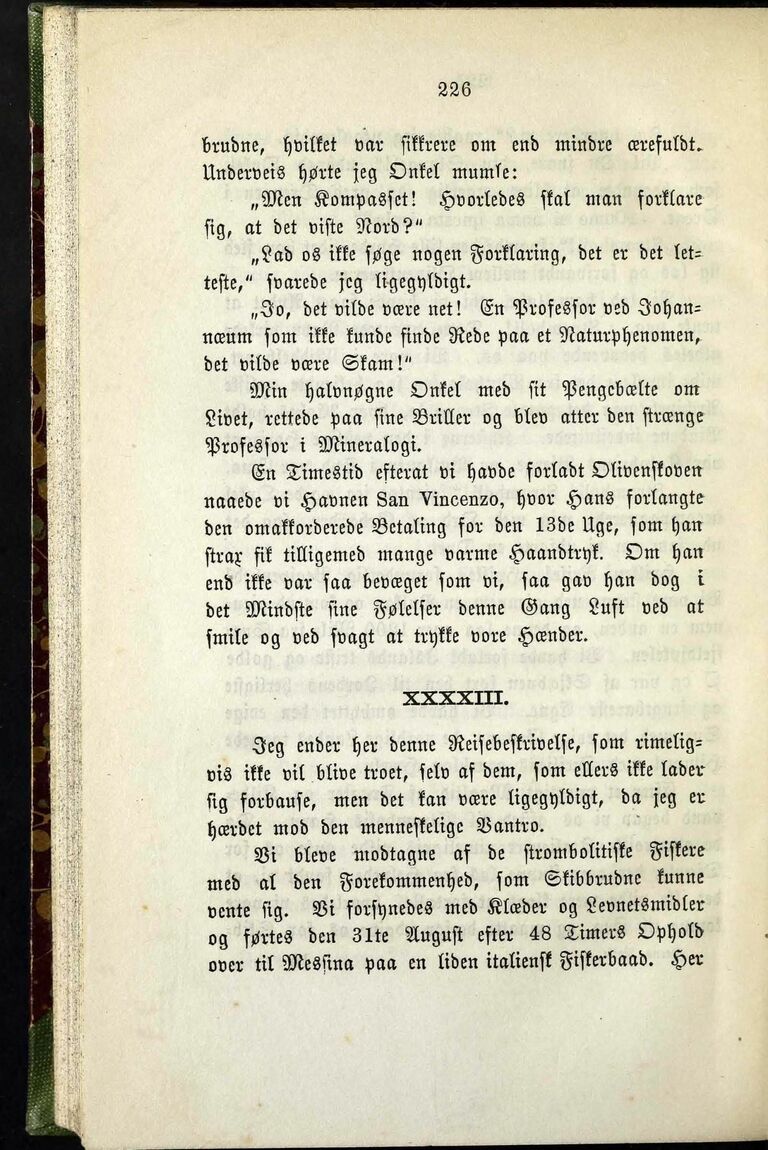 226
brudne, hvilket var sikkrere om end mindre ærefuldt.
Underveis hørte jeg Onkel mumle:
„Men Kompasset! Hvorledes skal man forklare
sig, at det viste Nord?"
„Lad os ikke søge nogen Forklaring, det er det let=
teste," svarede jeg ligegyldigt.
„Jo, det vilde være net! En Professor ved Johan=
næum som ikke kunde finde Rede paa et Naturphenomen,
det vilde være Skam!"
Min halvnøgne Onkel med sit Pengebælte om
Livet, rettede paa sine Briller og blev atter den strænge
Professor i Mineralogi.
En Timestid efterat vi havde forladt Olivenskoven
naaede vi Havnen San Vincenzo, hvor Hans forlangte
den omakkorderede Betaling for den 13de Uge, som han
strax fik tilligemed mange varme Haandtryk. Om han
end ikke var saa bevæget som vi, saa gav han dog i
det Mindste sine Følelser denne Gang Luft ved at
smile og ved svagt at trykke vore Hænder.
XXXXIII.
Jeg ender her denne Reisebeskrivelse, som rimelig=
vis ikke vil blive troet, selv af dem, som ellers ikke lader
sig forbause, men det kan være ligegyldigt, da jeg er
hærdet mod den menneskelige Vantro.
Vi bleve modtagne af de strombolitiske Fiskere
med al den Forekommenhed, som Skibbrudne kunne
vente sig. Vi forsynedes med Klæder og Levnetsmidler
og førtes den 31te August efter 48 Timers Ophold
over til Messina paa en liden italiensk Fiskerbaad. Her